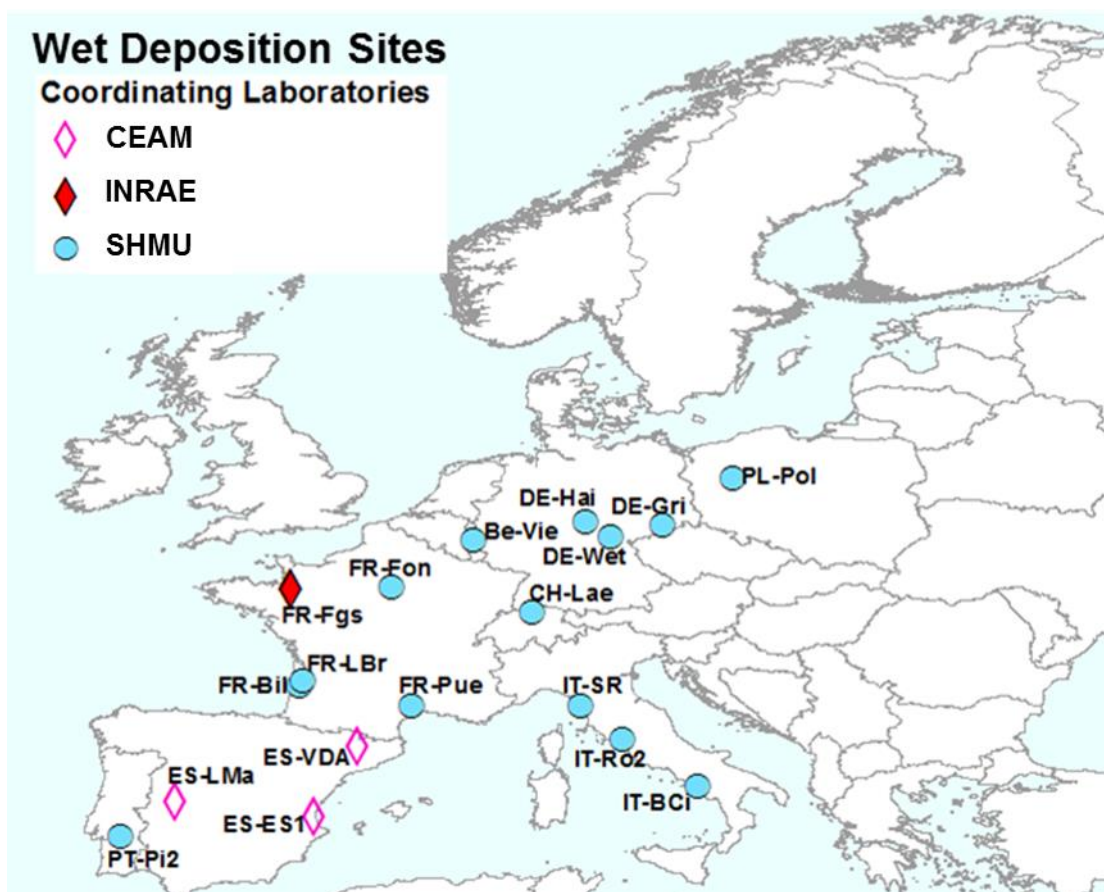 Wet Deposition Sites
Coordinating Laboratories
CEAM
INRAE
SHMU
PL-Pol
DE-Hai
DE-Gri
Be-Vie
DE-Wet
FR-Fon
CH-Lae
FR-Fgs
FR-LBr
FR-Bil
FR-Pue
IT-SR
ES-VDA
IT-Ro2
ES-LMa
IT-BCi
ES-ES1
PT-Pi2